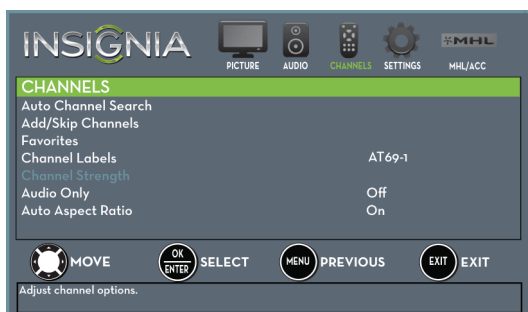 INSIGNIA
PICTURE AUDIO CHANNELS SETTINGS MHL MHL/ACC
CHANNELS
Auto Channel Search
Add/Skip Channels
Favorites
Channel Labels AT69-1
Channel Strength
Audio Only Off
Auto Aspect Ratio On
MOVE OK ENTER SELECT MENU PREVIOUS EXIT EXIT
Adjust channel options.